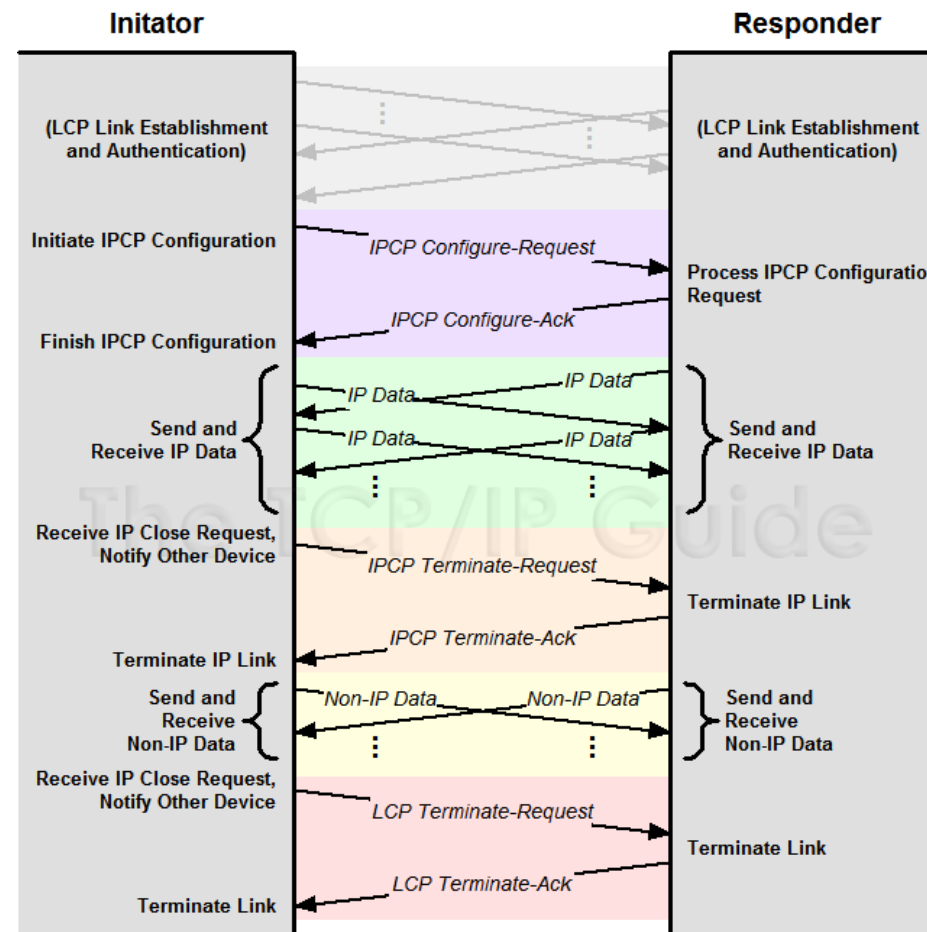 Initator
Responder
(LCP Link Establishment
and Authentication)
(LCP Link Establishment
and Authentication)
Initiate IPCP Configuration
IPCP Configure-Request
Process IPCP Configuratio
Request
IPCP Configure-Ack
Finish IPCP Configuration
IP Data
IP Data
Send and
Receive IP Data
IP Data
IP Data
Send and
Receive IP Data
The TCP/IP Guide
Receive IP Close Request,
Notify Other Device
IPCP Terminate-Request
Terminate IP Link
IPCP Terminate-Ack
Terminate IP Link
Send and
Receive
Non-IP Data
Non-IP Data
Non-IP Data
Send and
Receive
Non-IP Data
Receive IP Close Request,
Notify Other Device
LCP Terminate-Request
Terminate Link
LCP Terminate-Ack
Terminate Link